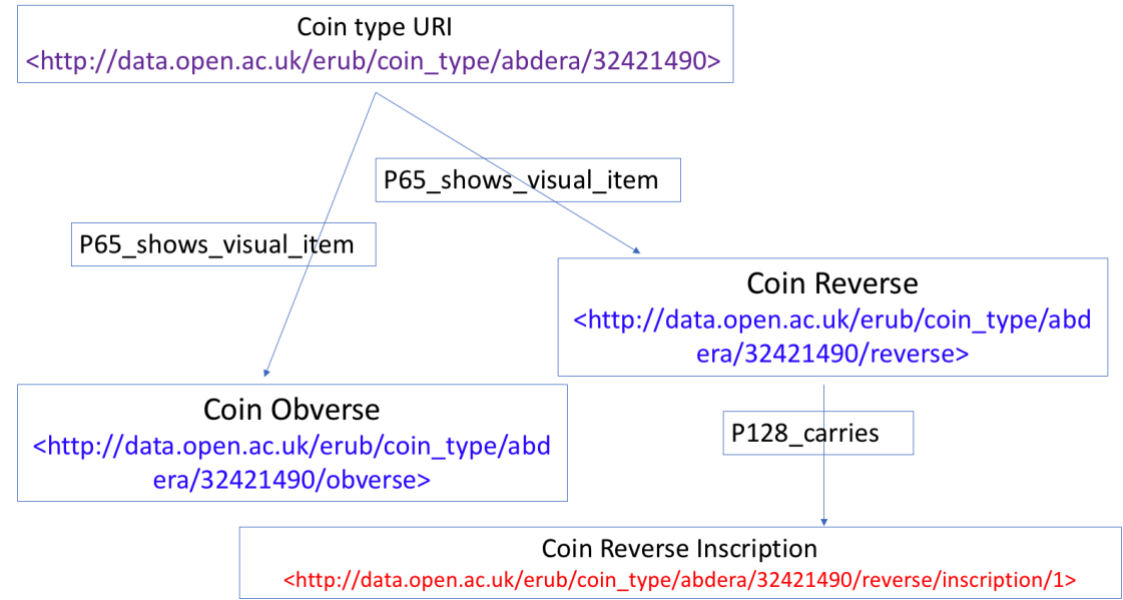 Coin type URI
<http://data.open.ac.uk/erub/coin_type/abdera/32421490>
P65_shows_visual_item
P65_shows_visual_item
Coin Reverse
<http://data.open.ac.uk/erub/coin_type/abd
era/32421490/reverse>
Coin Obverse
<http://data.open.ac.uk/erub/coin_type/abd
era/32421490/obverse>
P128_carries
Coin Reverse Inscription
<http://data.open.ac.uk/erub/coin_type/abdera/32421490/reverse/inscription/1>